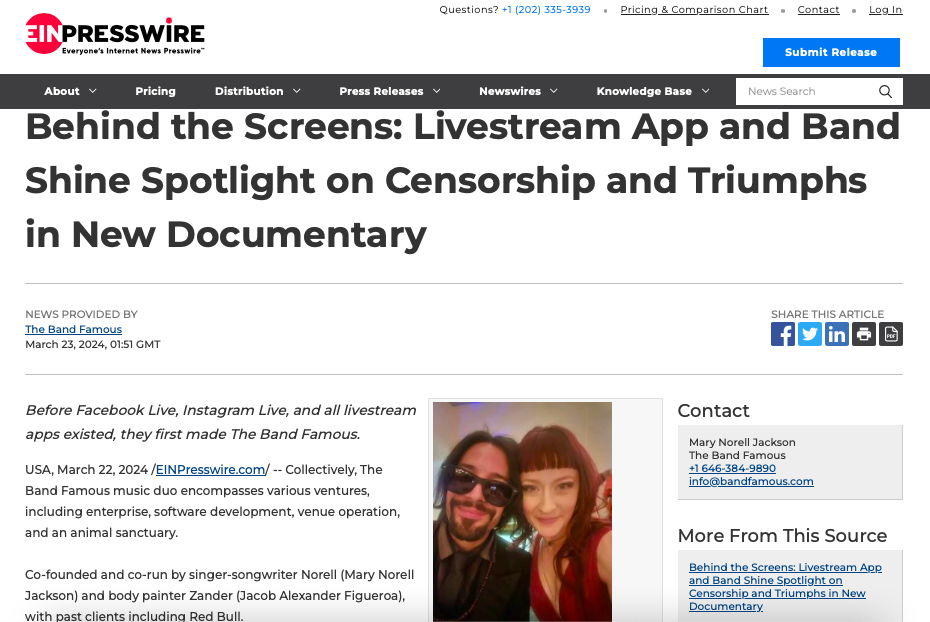 Questions? +1 (202) 335-3939 • Pricing & Comparison Chart • Contact • Log In
EINPRESSWIRE
Everyone's Internet News Presswire™
Submit Release
About Pricing Distribution Press Releases Newswires Knowledge Base News Search
Behind the Screens: Livestream App and Band
Shine Spotlight on Censorship and Triumphs
in New Documentary
NEWS PROVIDED BY
The Band Famous
March 23, 2024, 01:51 GMT
SHARE THIS ARTICLE
f
in
PDF
Before Facebook Live, Instagram Live, and all livestream
apps existed, they first made The Band Famous.
USA, March 22, 2024 /EINPresswire.com/ -- Collectively, The
Band Famous music duo encompasses various ventures,
including enterprise, software development, venue operation,
and an animal sanctuary.
Co-founded and co-run by singer-songwriter Norell (Mary Norell
Jackson) and body painter Zander (Jacob Alexander Figueroa),
with past clients including Red Bull.
Contact
Mary Norell Jackson
The Band Famous
+1 646-384-9890
info@bandfamous.com
More From This Source
Behind the Screens: Livestream App
and Band Shine Spotlight on
Censorship and Triumphs in New
Documentary